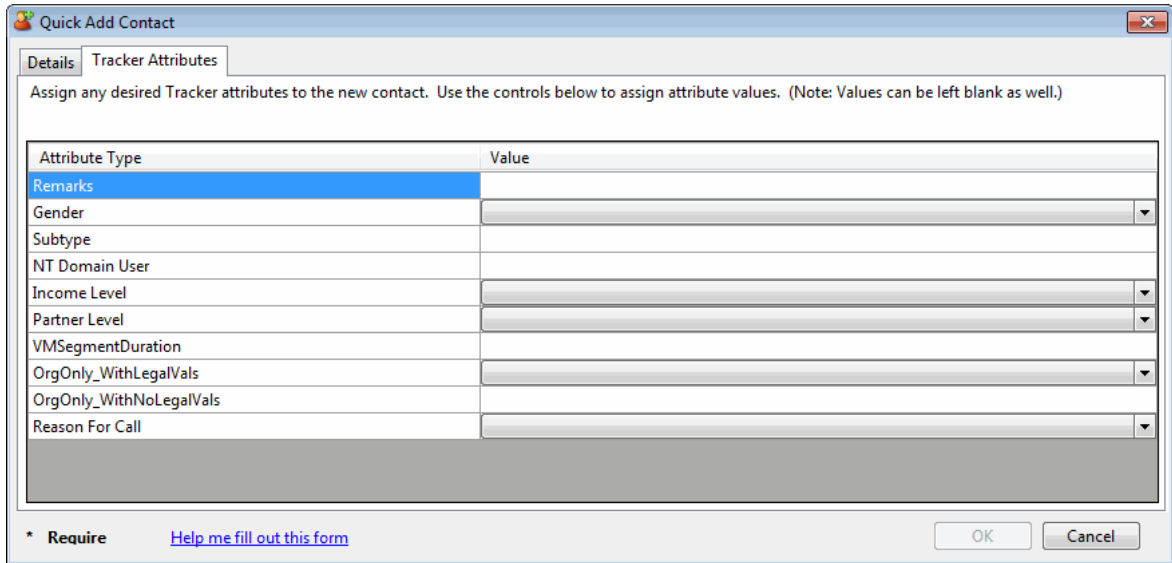 Quick Add Contact
Details Tracker Attributes
Assign any desired Tracker attributes to the new contact. Use the controls below to assign attribute values. (Note: Values can be left blank as well.)
Attribute Type Value
Remarks
Gender
Subtype
NT Domain User
Income Level
Partner Level
VMSegmentDuration
OrgOnly_WithLegalVals
OrgOnly_WithNoLegalVals
Reason For Call
* Require Help me fill out this form OK Cancel